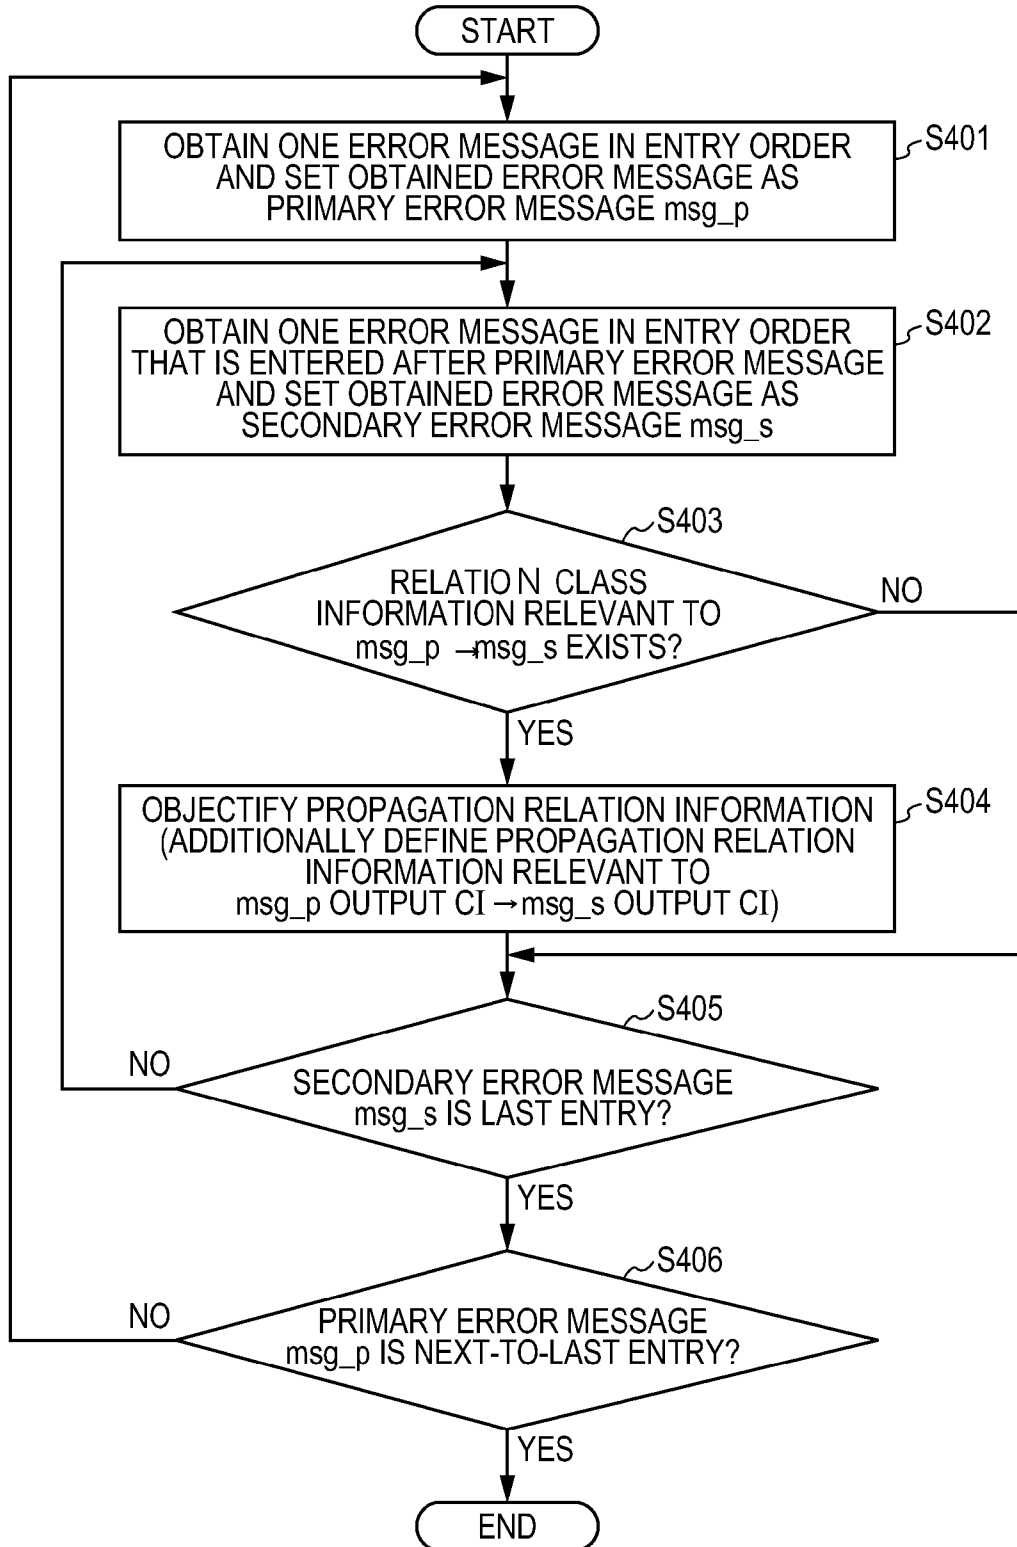 START
OBTAIN ONE ERROR MESSAGE IN ENTRY ORDER
AND SET OBTAINED ERROR MESSAGE AS
PRIMARY ERROR MESSAGE msg_p
S401
OBTAIN ONE ERROR MESSAGE IN ENTRY ORDER
THAT IS ENTERED AFTER PRIMARY ERROR MESSAGE
AND SET OBTAINED ERROR MESSAGE AS
SECONDARY ERROR MESSAGE msg_s
S402
S403
RELATIO N CLASS
INFORMATION RELEVANT TO
msg_p →msg_s EXISTS?
NO
YES
OBJECTIFY PROPAGATION RELATION INFORMATION
(ADDITIONALLY DEFINE PROPAGATION RELATION
INFORMATION RELEVANT TO
msg_p OUTPUT CI →msg_s OUTPUT CI)
S404
S405
NO
SECONDARY ERROR MESSAGE
msg_s IS LAST ENTRY?
YES
S406
NO
PRIMARY ERROR MESSAGE
msg_p IS NEXT-TO-LAST ENTRY?
YES
END